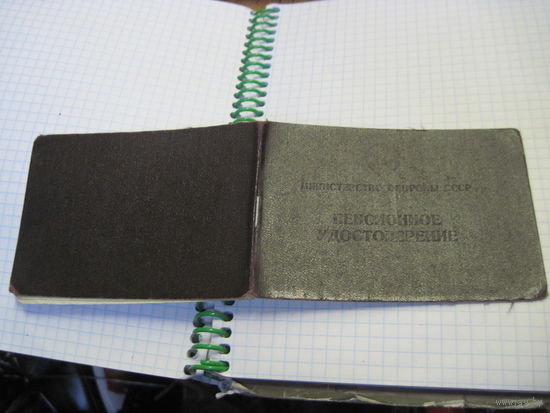 МИНИСТЕРСТВО ОБОРОНЫ СССР
ПЕНСИОННОЕ
УДОСТОВЕРЕНИЕ